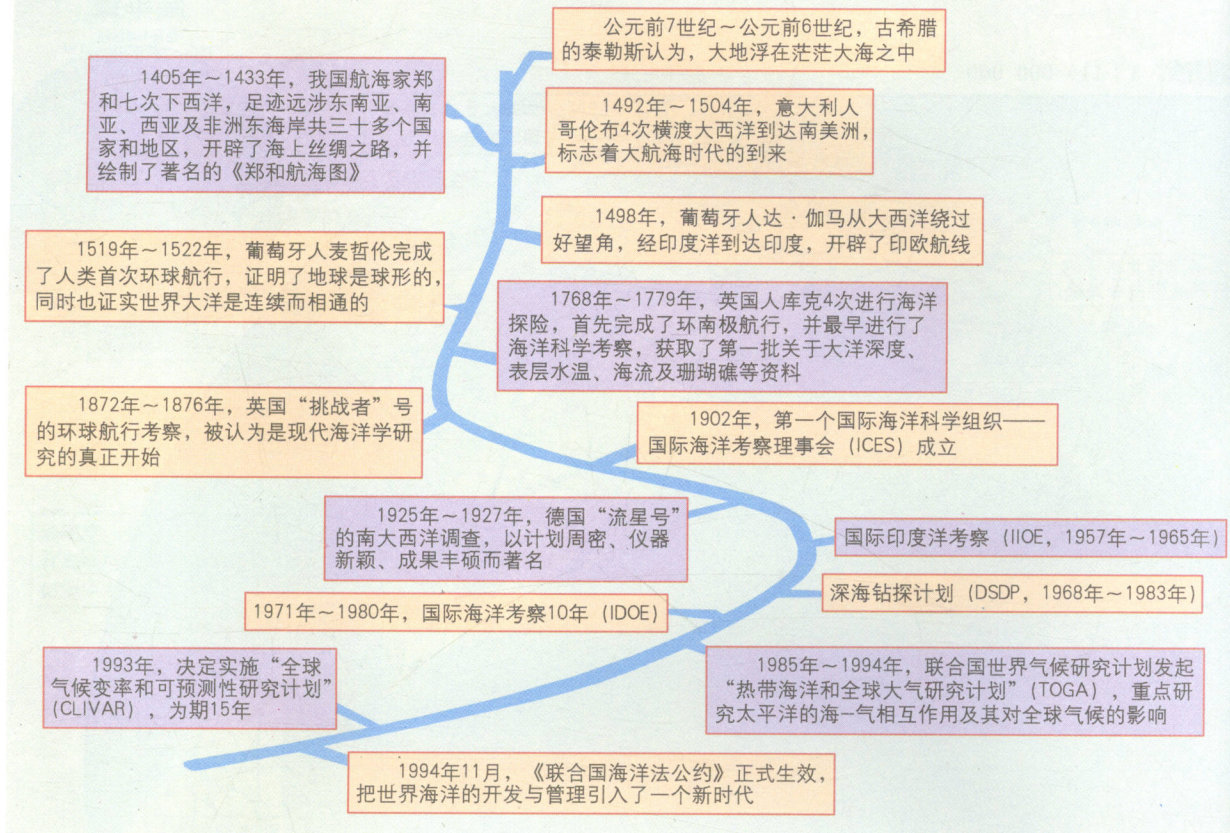 公元前7世纪～公元前6世纪，古希腊
的泰勒斯认为，大地浮在茫茫大海之中
1405年～1433年，我国航海家郑
和七次下西洋，足迹远涉东南亚、南
亚、西亚及非洲东海岸共三十多个国
家和地区，开辟了海上丝绸之路，并
绘制了著名的《郑和航海图》
1492年～1504年，意大利人
哥伦布4次横渡大西洋到达南美洲，
标志着大航海时代的到来
1498年，葡萄牙人达·伽马从大西洋绕过
好望角，经印度洋到达印度，开辟了印欧航线
1519年～1522年，葡萄牙人麦哲伦完成
了人类首次环球航行，证明了地球是球形的，
同时也证实世界大洋是连续而相通的
1768年～1779年，英国人库克4次进行海洋
探险，首先完成了环南极航行，并最早进行了
海洋科学考察，获取了第一批关于大洋深度、
表层水温、海流及珊瑚礁等资料
1872年～1876年，英国“挑战者”号
的环球航行考察，被认为是现代海洋学研
究的真正开始
1902年，第一个国际海洋科学组织——
国际海洋考察理事会（ICES）成立
1925年～1927年，德国“流星号”
的南大西洋调查，以计划周密、仪器
新颖、成果丰硕而著名
国际印度洋考察（IIOE，1957年～1965年）
深海钻探计划（DSDP，1968年～1983年）
1971年～1980年，国际海洋考察10年（IDOE）
1985年～1994年，联合国世界气候研究计划发起
“热带海洋和全球大气研究计划”（TOGA），重点研
究太平洋的海－气相互作用及其对全球气候的影响
1993年，决定实施“全球
气候变率和可预测性研究计划”
（CLIVAR），为期15年
1994年11月，《联合国海洋法公约》正式生效，
把世界海洋的开发与管理引入了一个新时代